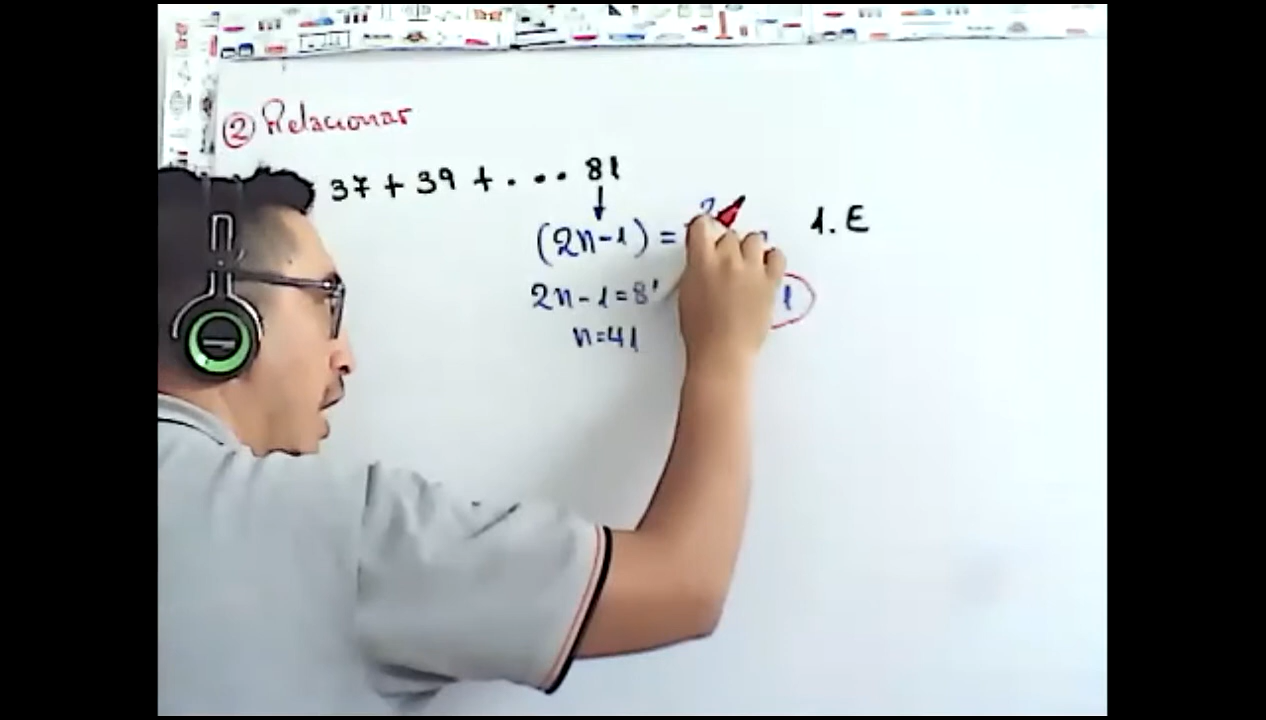 ② Relacionar
37 + 39 + . . . 81
(2n-1) =
1. E
2n - 1 = 81
n = 41